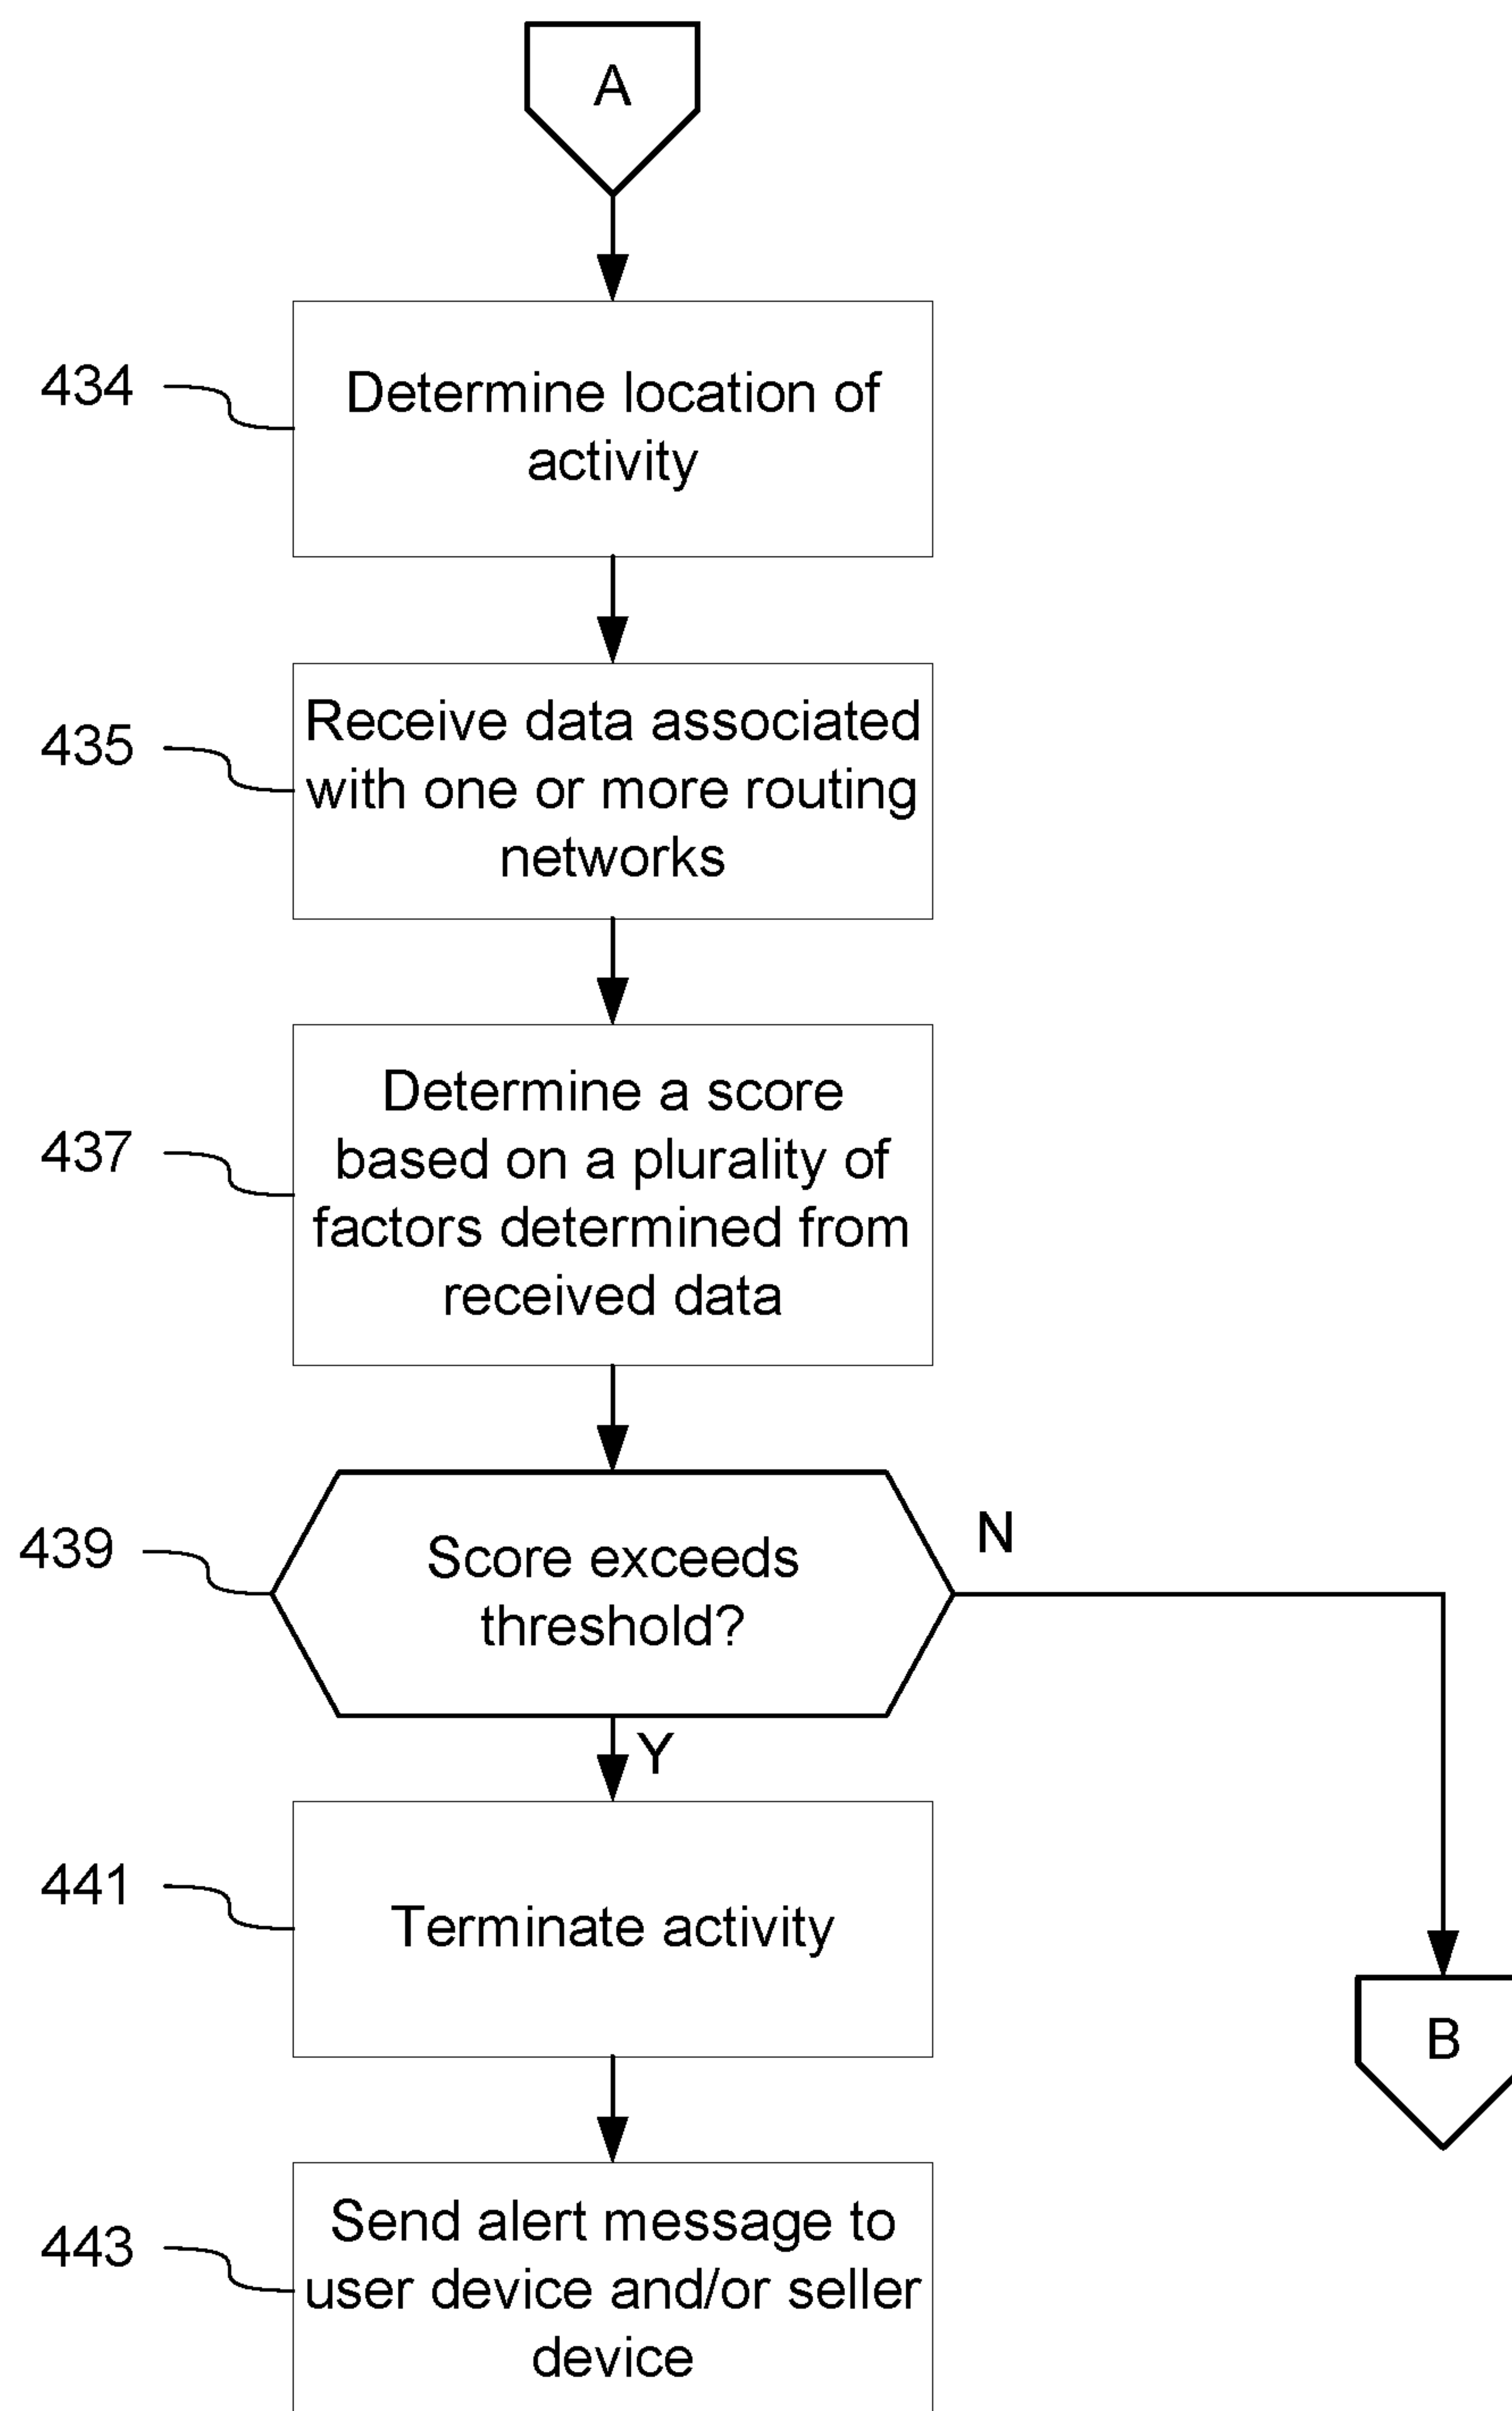 A
434
Determine location of
activity
435
Receive data associated
with one or more routing
networks
437
Determine a score
based on a plurality of
factors determined from
received data
439
Score exceeds
threshold?
N
Y
441
Terminate activity
B
443
Send alert message to
user device and/or seller
device